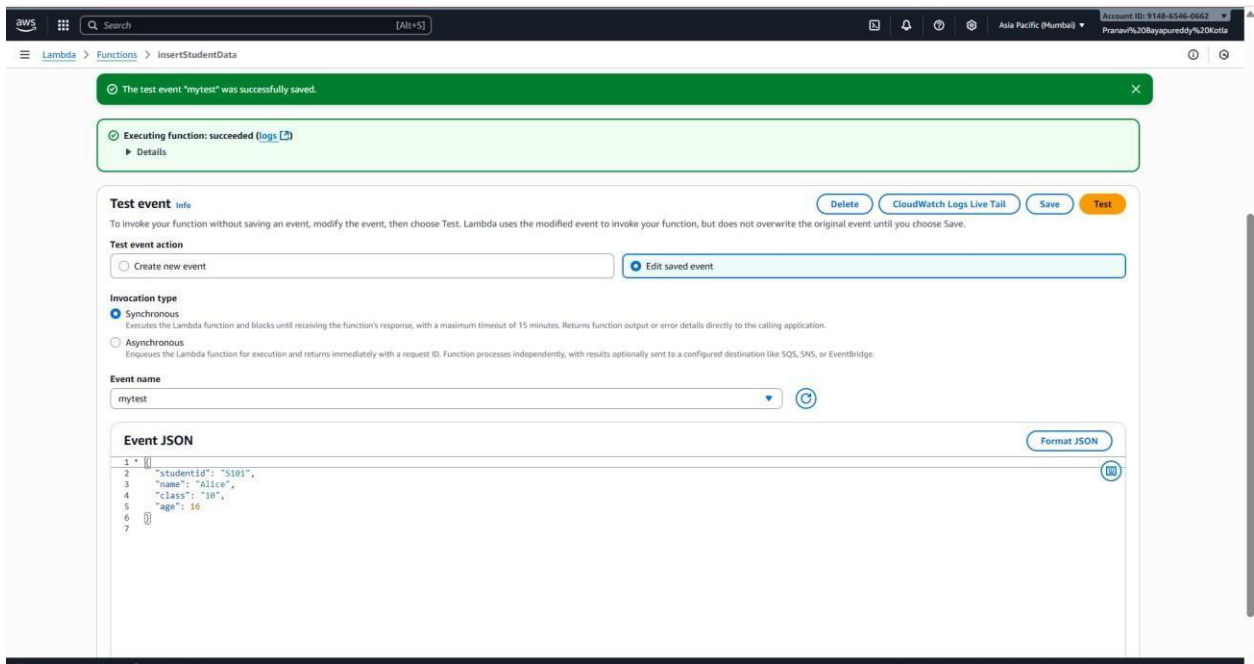 aws
Search [Alt+S] Asia Pacific (Mumbai) ▼ Account ID: 9148-6546-0662 ▼
Pranavi%20Bayapureddy%20Kotla
Lambda > Functions > insertStudentData
The test event "mytest" was successfully saved.
Executing function: succeeded (logs)
Details
Test event Info Delete CloudWatch Logs Live Tail Save Test
To invoke your function without saving an event, modify the event, then choose Test. Lambda uses the modified event to invoke your function, but does not overwrite the original event until you choose Save.
Test event action
Create new event Edit saved event
Invocation type
Synchronous
Executes the Lambda function and blocks until receiving the function's response, with a maximum timeout of 15 minutes. Returns function output or error details directly to the calling application.
Asynchronous
Enqueues the Lambda function for execution and returns immediately with a request ID. Function processes independently, with results optionally sent to a configured destination like SQS, SNS, or EventBridge.
Event name
mytest
Event JSON Format JSON
1 {
2 "studentid": "S101",
3 "name": "Alice",
4 "class": "10",
5 "age": 16
6 }
7